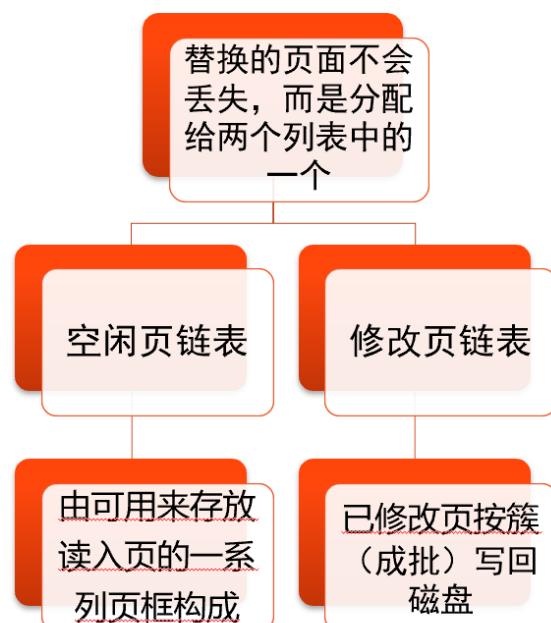 替换的页面不会
丢失，而是分配
给两个列表中的
一个
空闲页链表
修改页链表
由可用来存放
读入页的一系
列页框构成
已修改页按簇
（成批）写回
磁盘